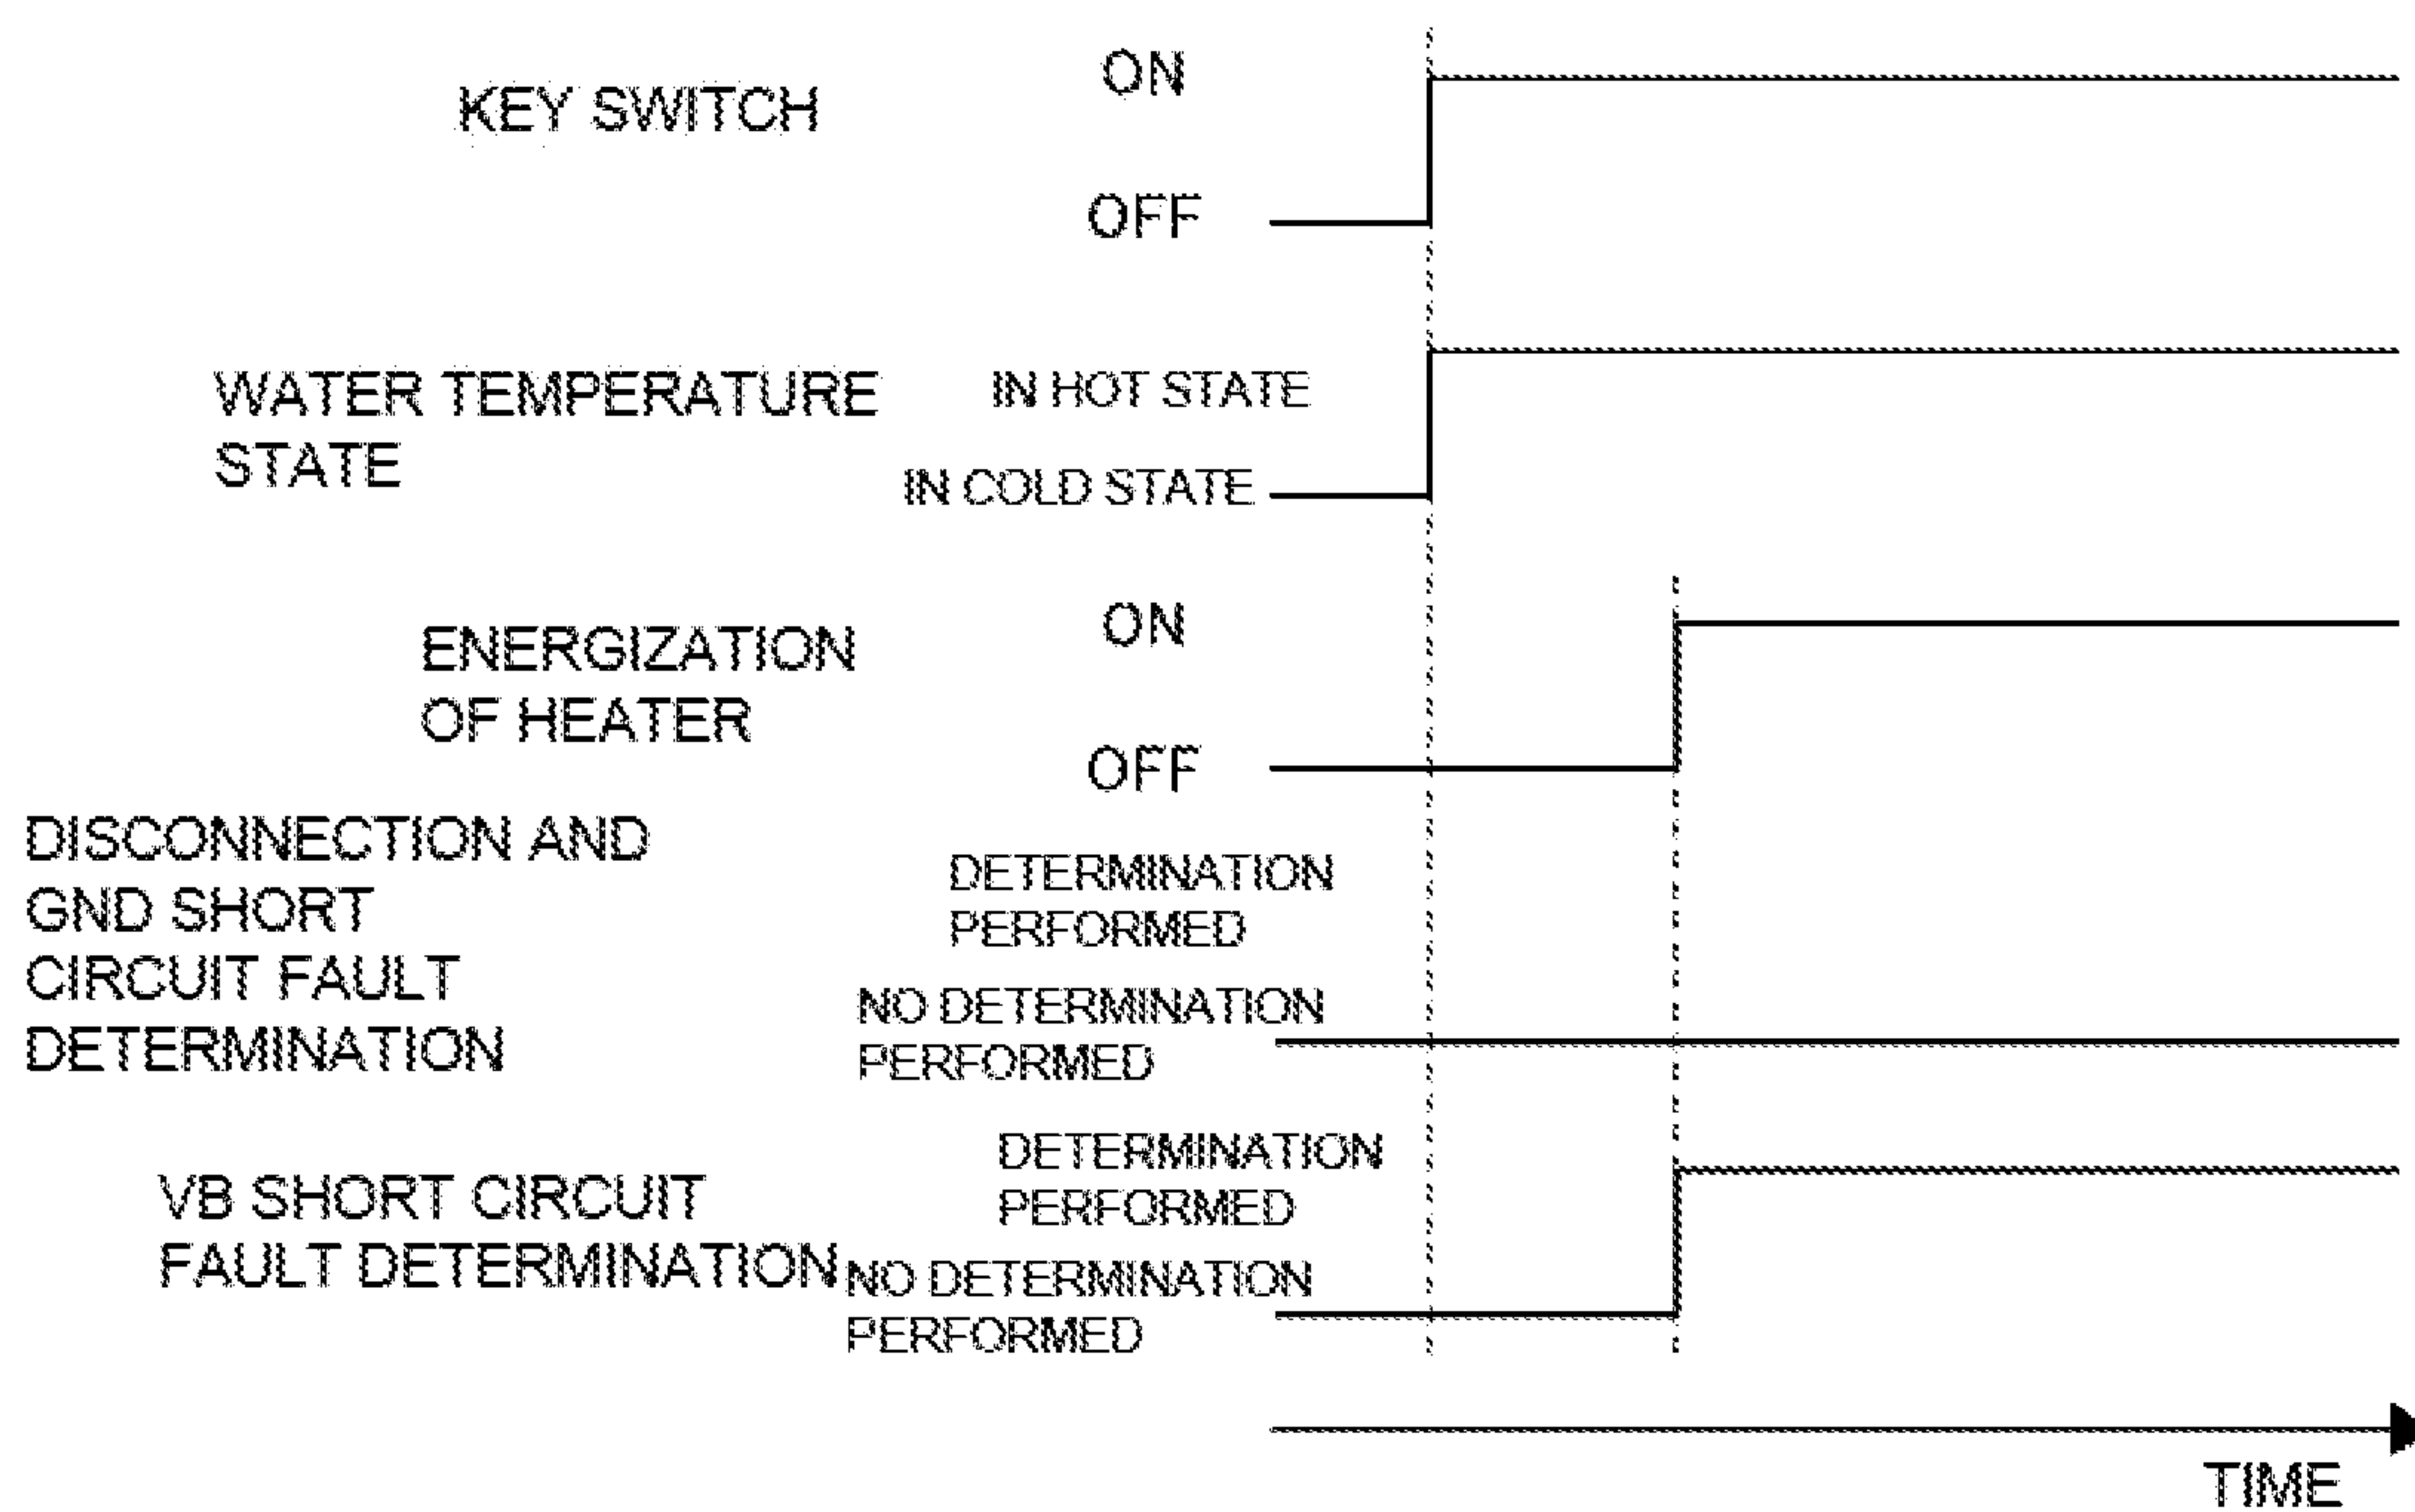 KEY SWITCH
ON
OFF
WATER TEMPERATURE
STATE
IN HOT STATE
IN COLD STATE
ENERGIZATION
OF HEATER
ON
OFF
DISCONNECTION AND
GND SHORT
CIRCUIT FAULT
DETERMINATION
DETERMINATION
PERFORMED
NO DETERMINATION
PERFORMED
VB SHORT CIRCUIT
FAULT DETERMINATION
DETERMINATION
PERFORMED
NO DETERMINATION
PERFORMED
TIME